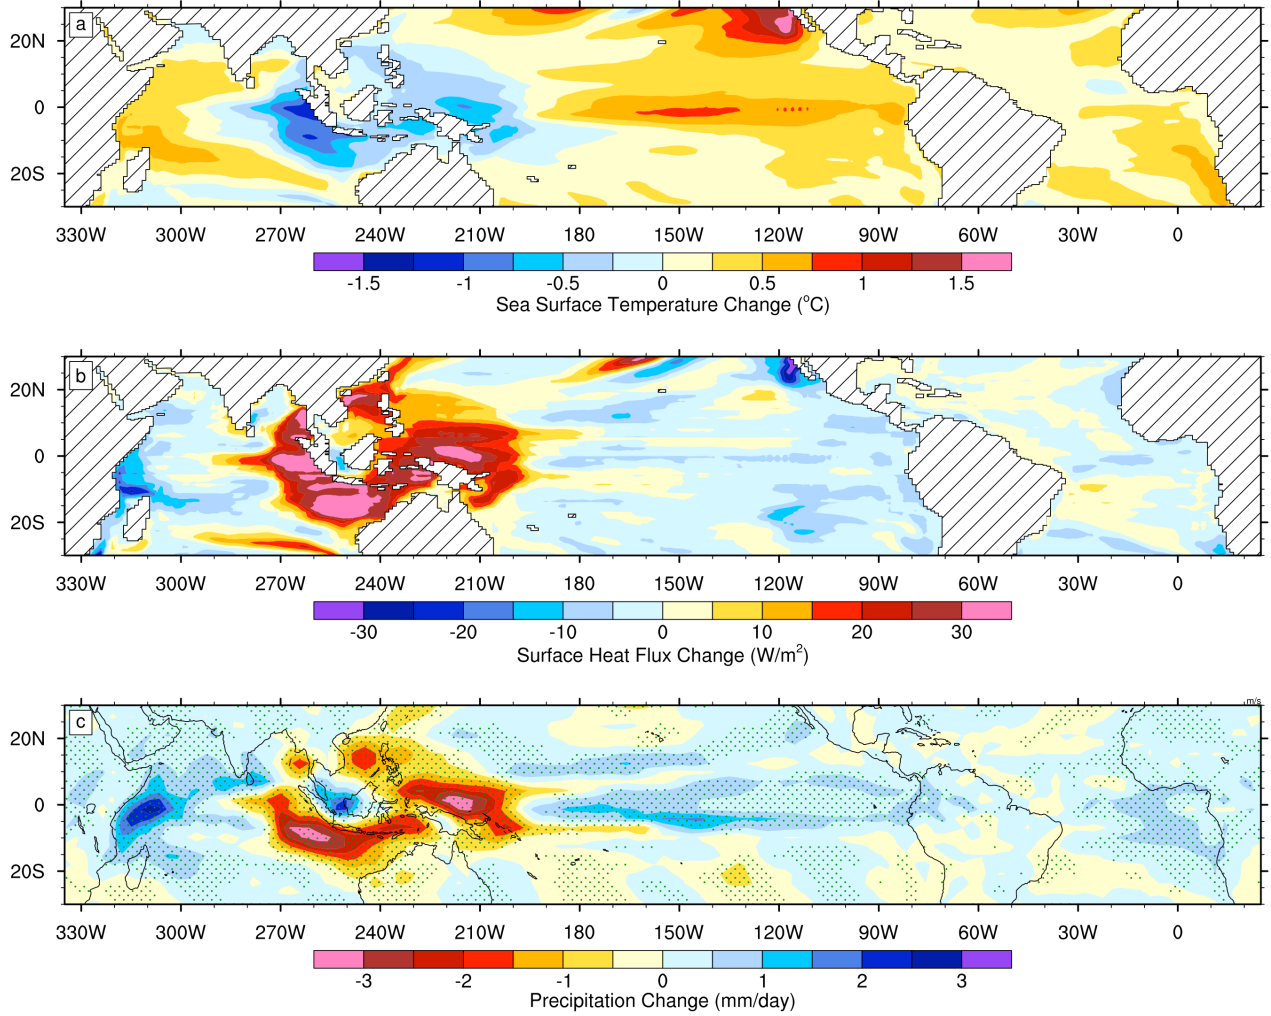 a
20N
0
20S
330W 300W 270W 240W 210W 180 150W 120W 90W 60W 30W 0
-1.5 -1 -0.5 0 0.5 1 1.5
Sea Surface Temperature Change (°C)
b
20N
0
20S
330W 300W 270W 240W 210W 180 150W 120W 90W 60W 30W 0
-30 -20 -10 0 10 20 30
Surface Heat Flux Change (W/m²)
m/s
c
20N
0
20S
330W 300W 270W 240W 210W 180 150W 120W 90W 60W 30W 0
-3 -2 -1 0 1 2 3
Precipitation Change (mm/day)